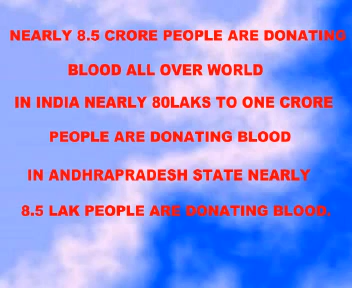 NEARLY 8.5 CRORE PEOPLE ARE DONATING
BLOOD ALL OVER WORLD
IN INDIA NEARLY 80LAKS TO ONE CRORE
PEOPLE ARE DONATING BLOOD
IN ANDHRAPRADESH STATE NEARLY
8.5 LAK PEOPLE ARE DONATING BLOOD.